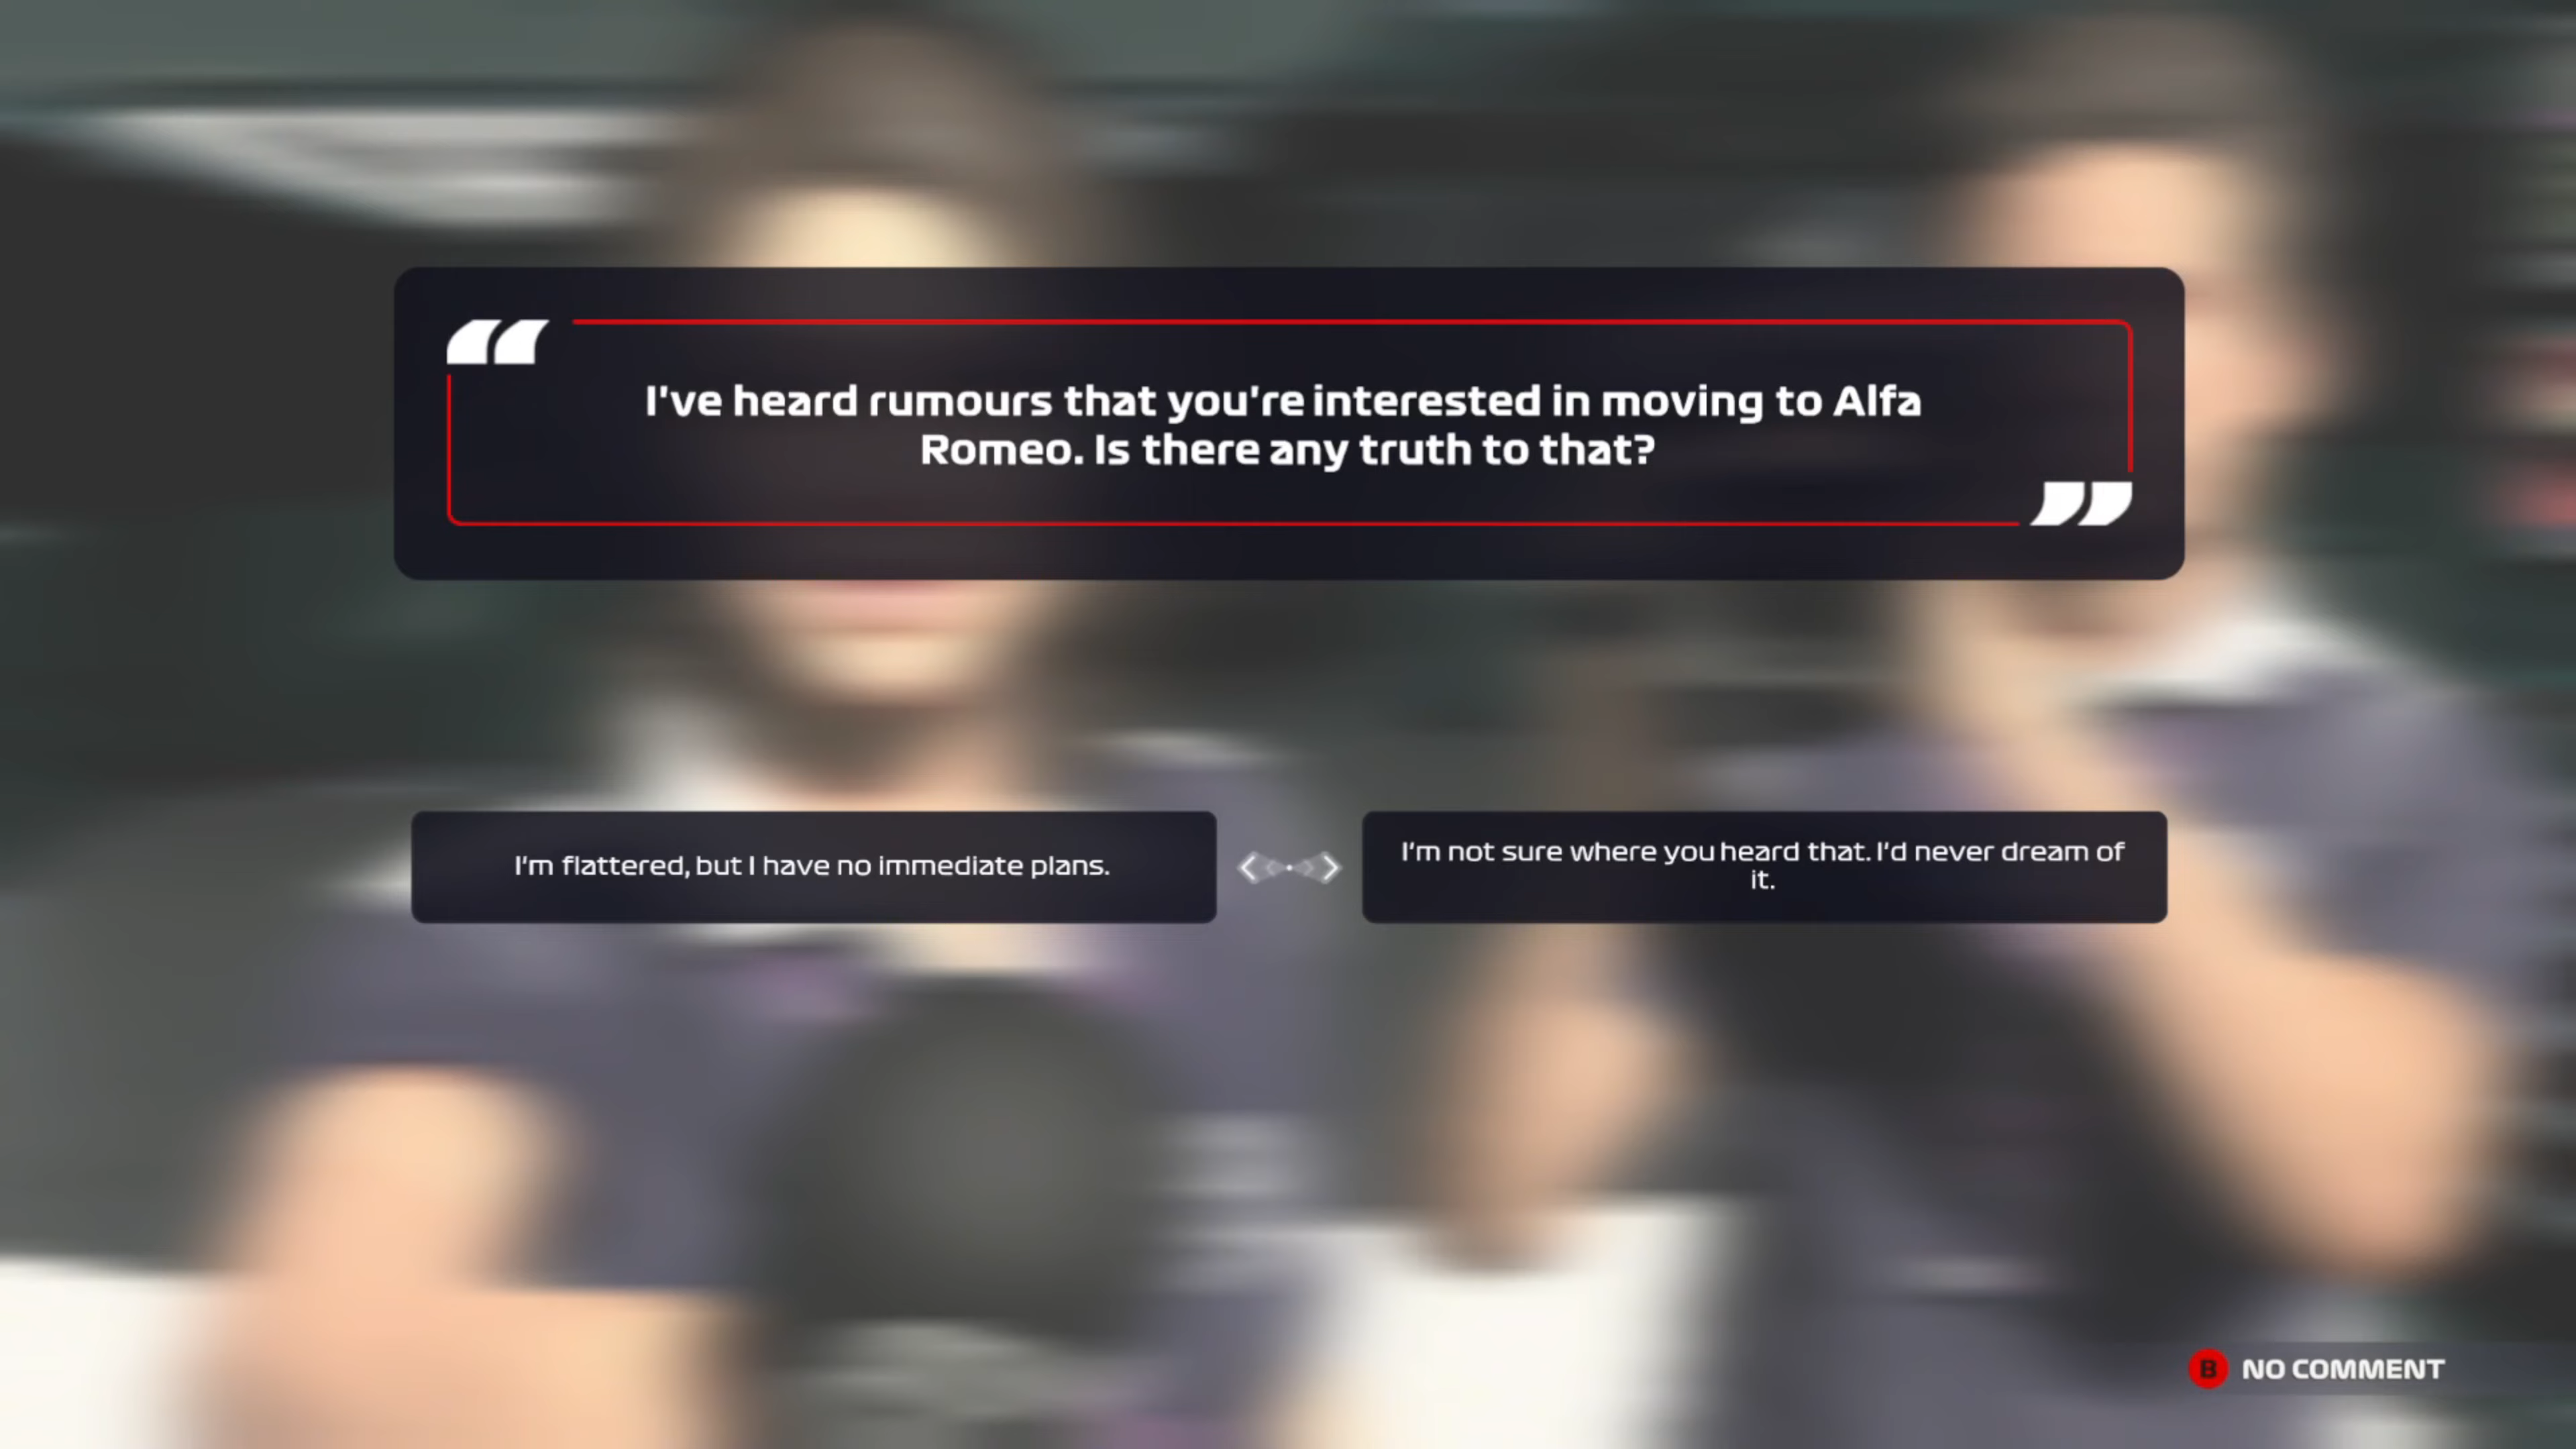 I've heard rumours that you're interested in moving to Alfa
Romeo. Is there any truth to that?
I'm flattered, but I have no immediate plans.
I'm not sure where you heard that. I'd never dream of
it.
B NO COMMENT